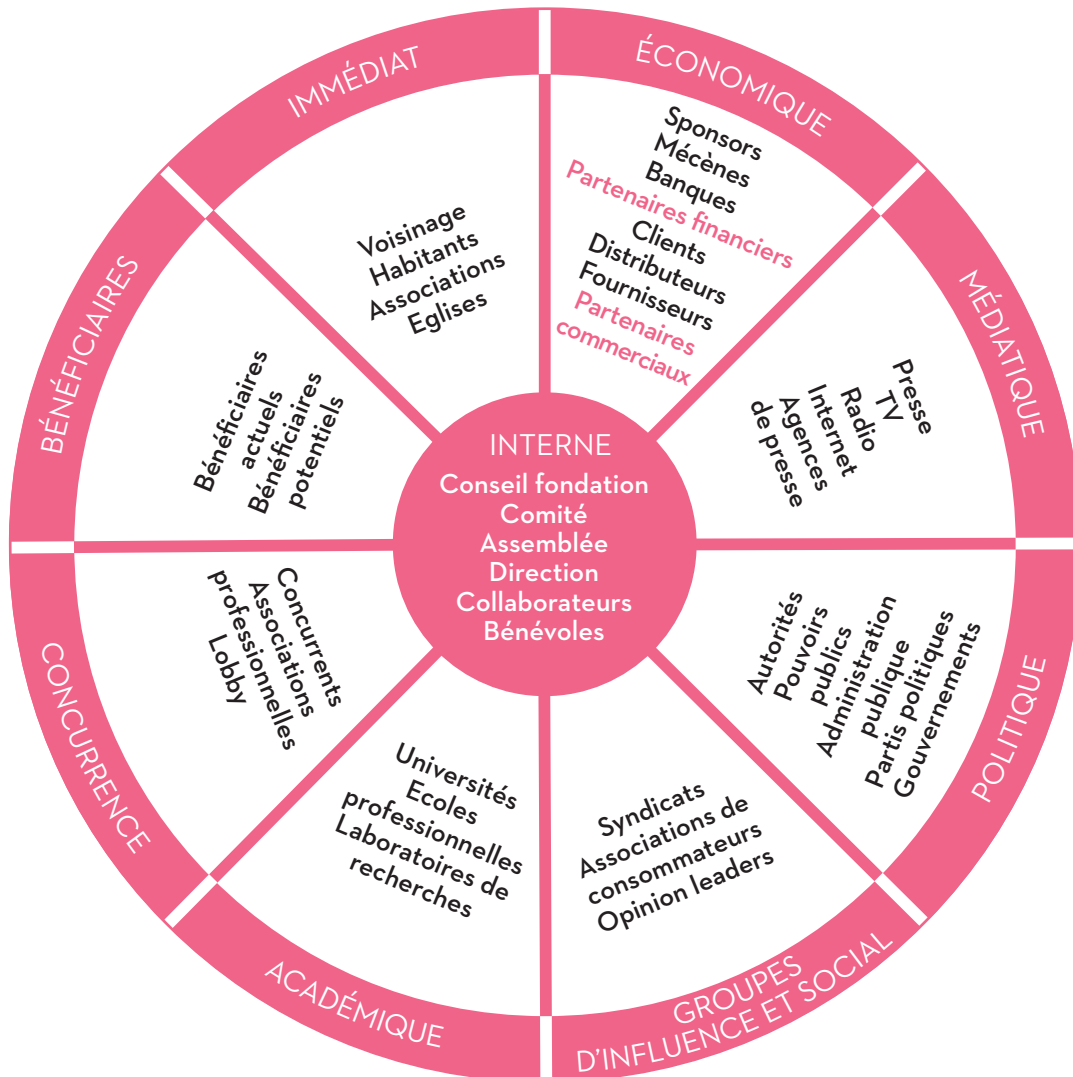 IMMÉDIAT
Voisinage
Habitants
Associations
Eglises
ÉCONOMIQUE
Sponsors
Mécènes
Banques
Partenaires financiers
Clients
Distributeurs
Fournisseurs
Partenaires
commerciaux
MÉDIATIQUE
Presse
TV
Radio
Internet
Agences
de presse
POLITIQUE
Autorités
Pouvoirs
publics
Administration
publique
Partis politiques
Gouvernements
GROUPES
D'INFLUENCE ET SOCIAL
Syndicats
Associations de
consommateurs
Opinion leaders
ACADÉMIQUE
Universités
Ecoles
professionnelles
Laboratoires de
recherches
CONCURRENCE
Concurrents
Associations
professionnelles
Lobby
BÉNÉFICIAIRES
Bénéficiaires
actuels
Bénéficiaires
potentiels
INTERNE
Conseil fondation
Comité
Assemblée
Direction
Collaborateurs
Bénévoles